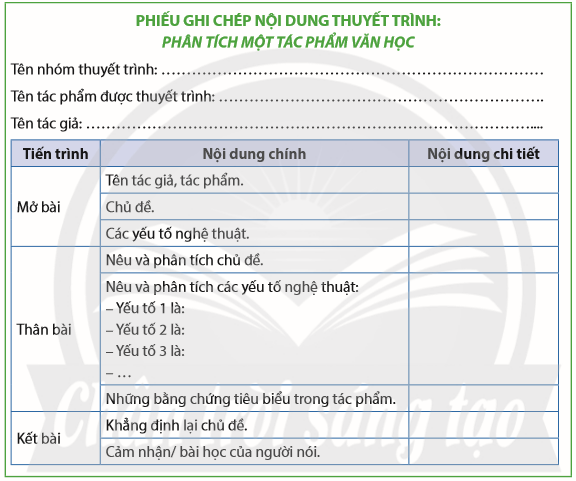 PHIẾU GHI CHÉP NỘI DUNG THUYẾT TRÌNH:
PHÂN TÍCH MỘT TÁC PHẨM VĂN HỌC
Tên nhóm thuyết trình: ……………………………………………………………
Tên tác phẩm được thuyết trình: ………………………………………………….
Tên tác giả: …………………………………………………………………………....
Tiến trình Nội dung chính Nội dung chi tiết
Mở bài
Tên tác giả, tác phẩm.
Chủ đề.
Các yếu tố nghệ thuật.
Thân bài
Nêu và phân tích chủ đề.
Nêu và phân tích các yếu tố nghệ thuật:
– Yếu tố 1 là:
– Yếu tố 2 là:
– Yếu tố 3 là:
– …
Những bằng chứng tiêu biểu trong tác phẩm.
Kết bài
Khẳng định lại chủ đề.
Cảm nhận/ bài học của người nói.
Chân trời sáng tạo